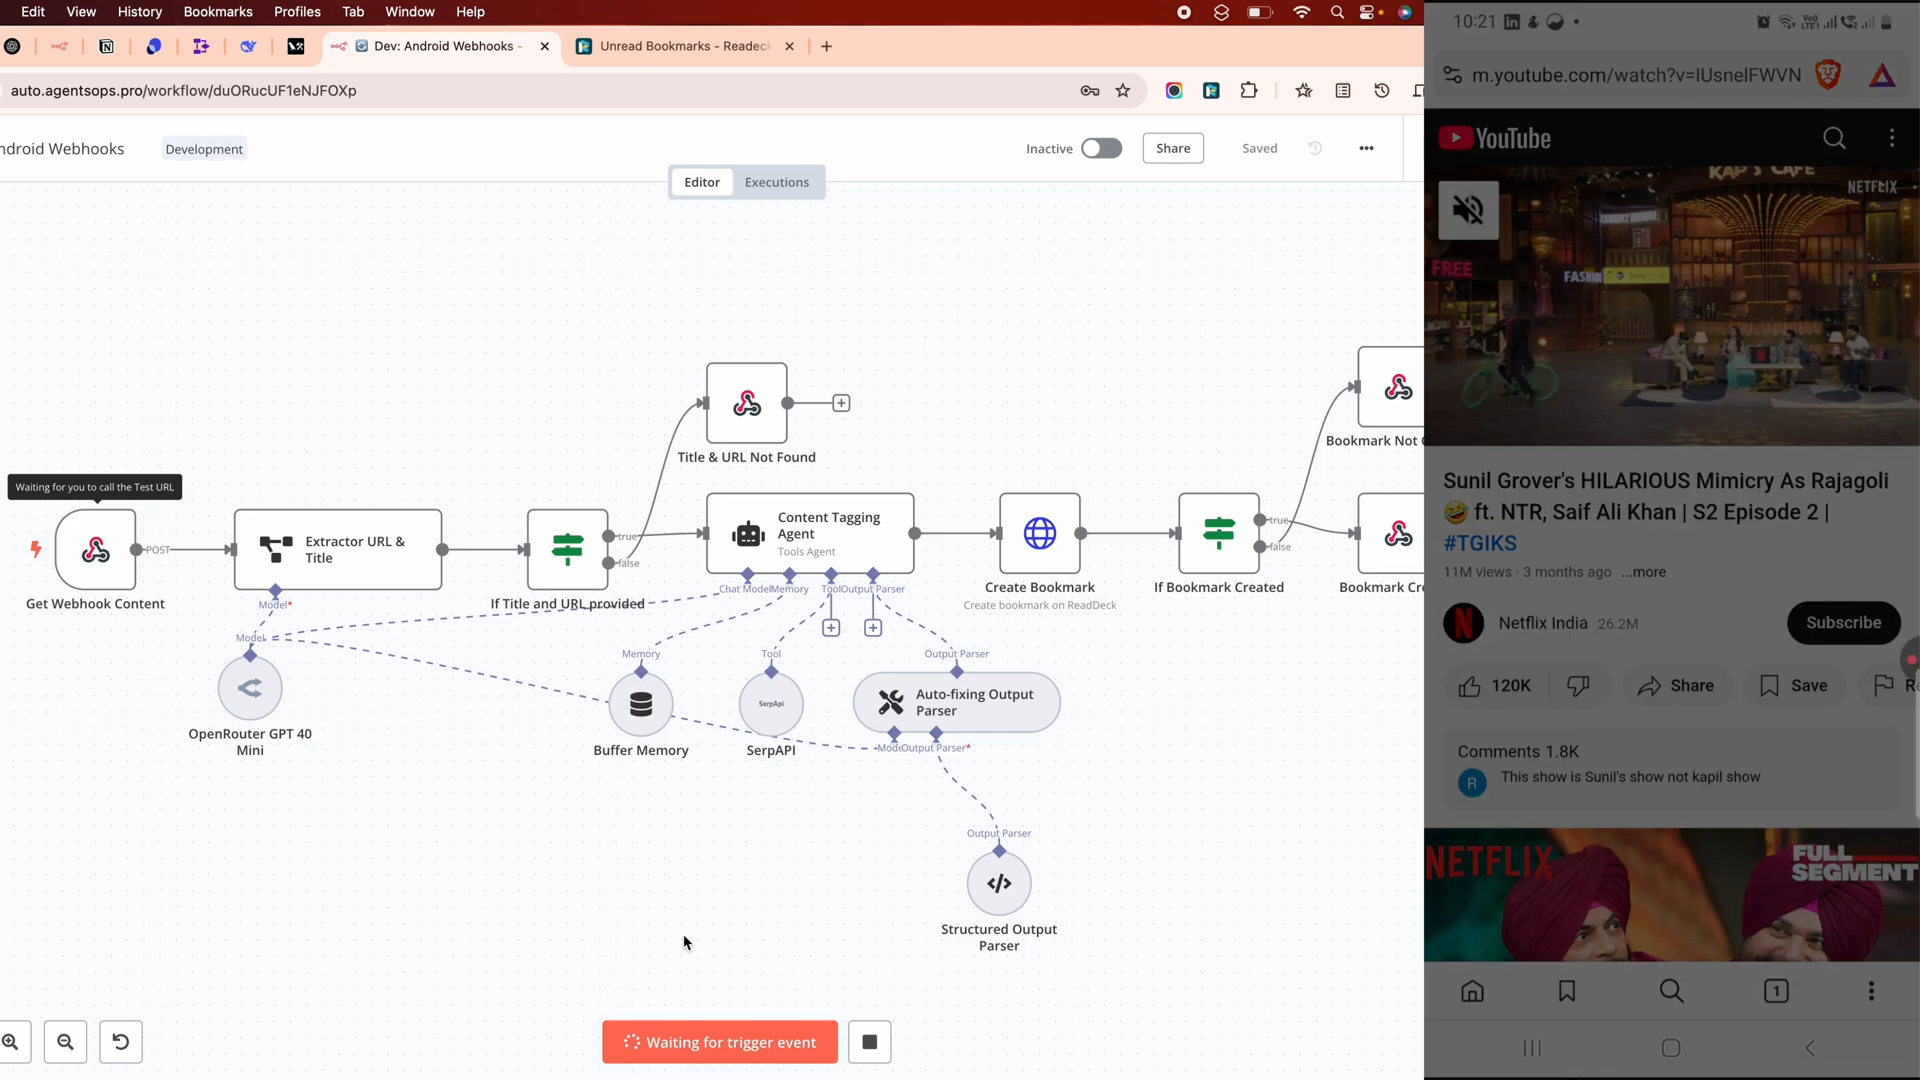 Edit View History Bookmarks Profiles Tab Window Help
Dev: Android Webhooks -
Unread Bookmarks - Readeck
auto.agentsops.pro/workflow/duORucUF1eNJFOXp
ndroid Webhooks
Development
Inactive
Share
Saved
Editor
Executions
Title & URL Not Found
Bookmark Not
Waiting for you to call the Test URL
POST
Get Webhook Content
Extractor URL & Title
Model*
true
false
If Title and URL provided
Content Tagging Agent
Tools Agent
Chat Model
Memory
Tool
Output Parser
Create Bookmark
Create bookmark on ReadDeck
true
false
If Bookmark Created
Bookmark Cr
Model
OpenRouter GPT 40 Mini
Memory
Buffer Memory
Tool
SerpApi
SerpAPI
Output Parser
Auto-fixing Output Parser
Output Parser*
Output Parser
Structured Output Parser
Waiting for trigger event
10:21
m.youtube.com/watch?v=IUsnelFWVN
YouTube
KAP'S CAFE
NETFLIX
FREE
FASHI
Sunil Grover's HILARIOUS Mimicry As Rajagoli
🤣 ft. NTR, Saif Ali Khan | S2 Episode 2 |
#TGIKS
11M views · 3 months ago ...more
Netflix India 26.2M
Subscribe
120K
Share
Save
Comments 1.8K
R
This show is Sunil's show not kapil show
NETFLIX
FULL
SEGMENT
1